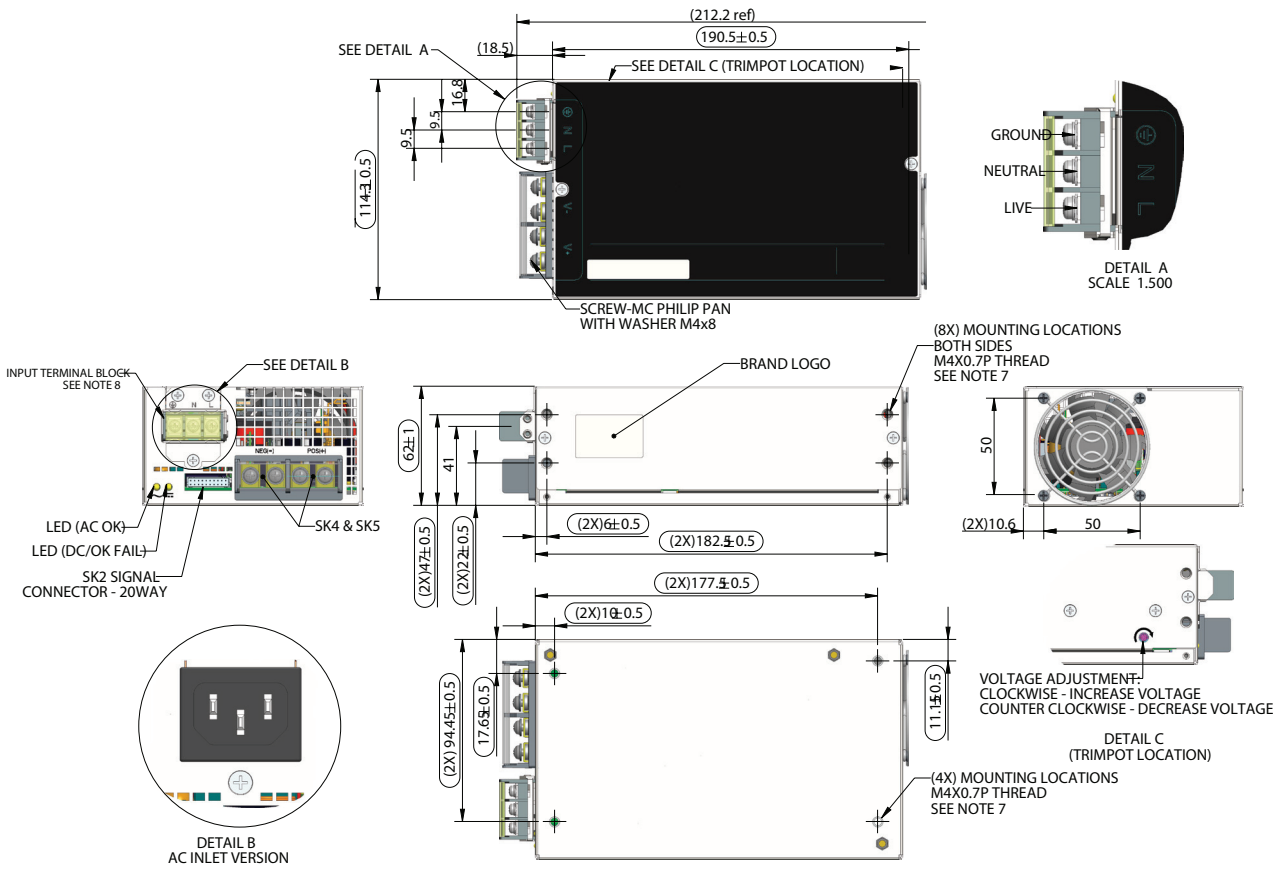 (212.2 ref)
190.5±0.5
(18.5)
SEE DETAIL A
SEE DETAIL C (TRIMPOT LOCATION)
16.8
9.5
9.5
114.3±0.5
N
L
V-
V+
SCREW-MC PHILIP PAN
WITH WASHER M4x8
GROUND
NEUTRAL
LIVE
N
L
DETAIL A
SCALE 1.500
INPUT TERMINAL BLOCK
SEE NOTE 8
SEE DETAIL B
N
L
NEG(-)
POS(+)
LED (AC OK)
LED (DC/OK FAIL)
SK2 SIGNAL
CONNECTOR - 20WAY
SK4 & SK5
BRAND LOGO
(8X) MOUNTING LOCATIONS
BOTH SIDES
M4X0.7P THREAD
SEE NOTE 7
62±1
41
(2X)47±0.5
(2X)22±0.5
(2X)6±0.5
(2X)182.5±0.5
50
(2X)10.6
50
(2X)177.5±0.5
(2X)10±0.5
(2X) 94.45±0.5
17.65±0.5
11.15±0.5
(4X) MOUNTING LOCATIONS
M4X0.7P THREAD
SEE NOTE 7
VOLTAGE ADJUSTMENT:
CLOCKWISE - INCREASE VOLTAGE
COUNTER CLOCKWISE - DECREASE VOLTAGE
DETAIL C
(TRIMPOT LOCATION)
DETAIL B
AC INLET VERSION